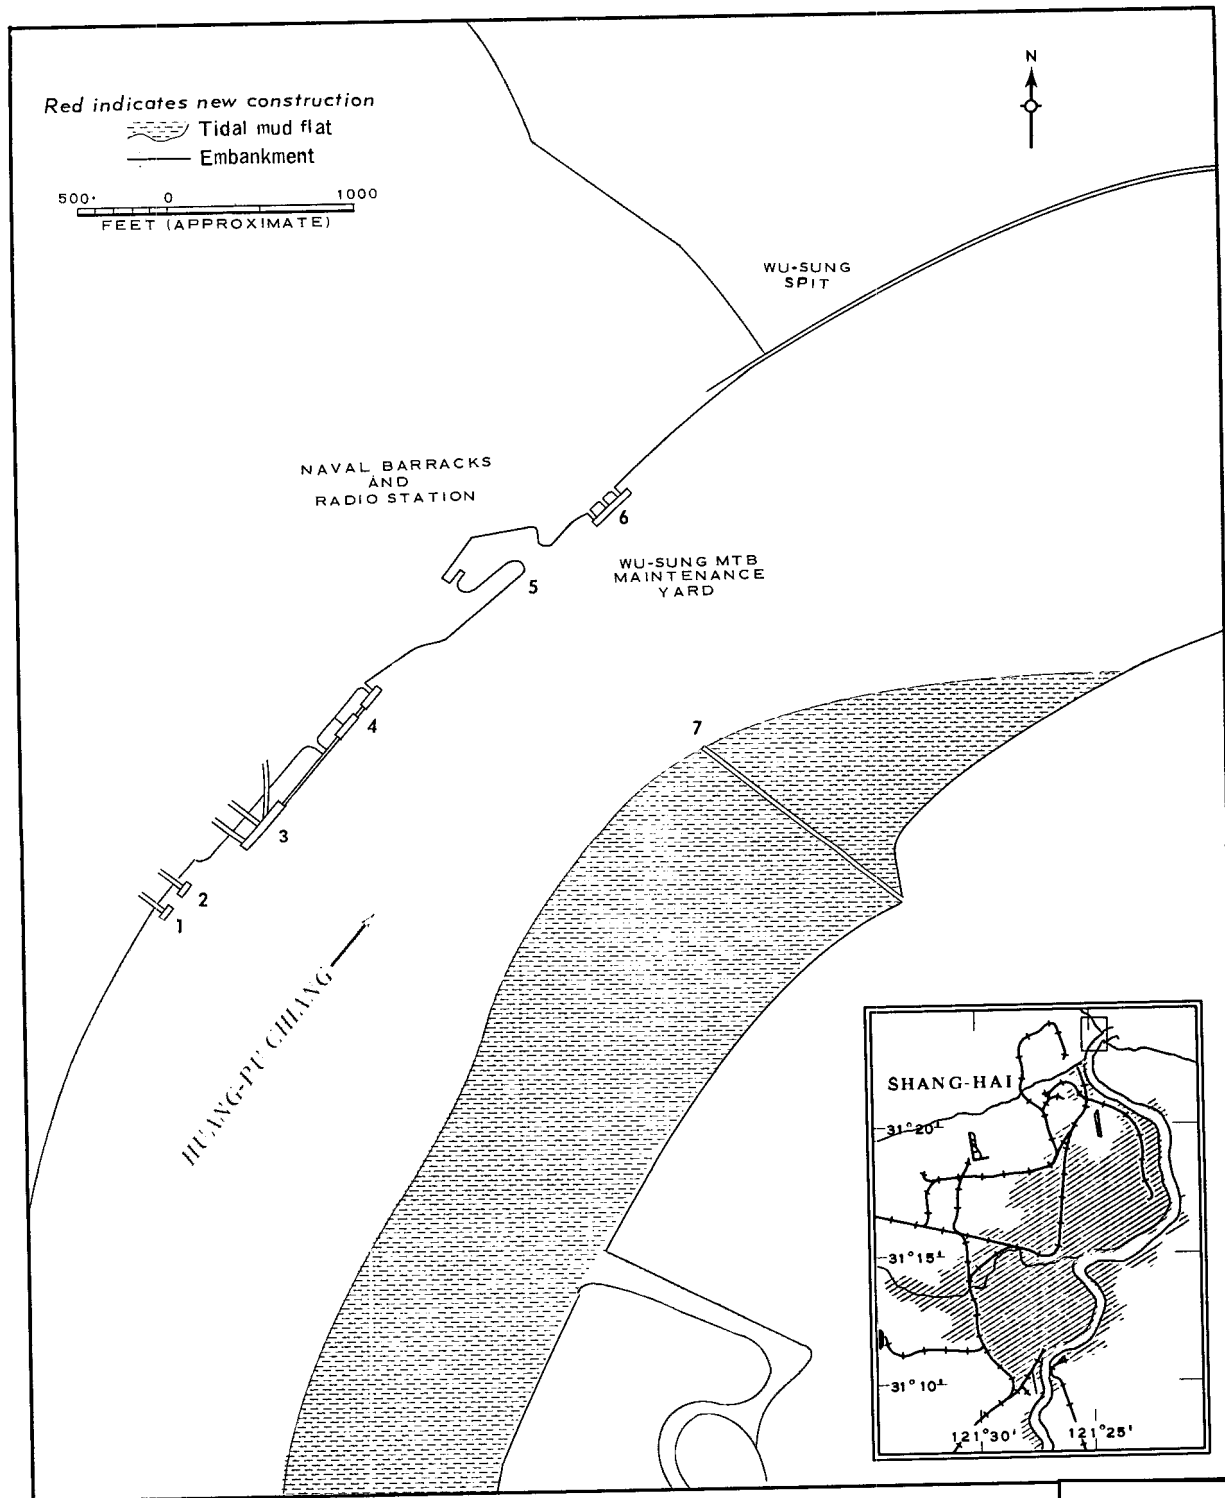 N
Red indicates new construction
Tidal mud flat
Embankment
500 0 1000
FEET (APPROXIMATE)
WU-SUNG
SPIT
NAVAL BARRACKS
AND
RADIO STATION
6
WU-SUNG MTB
MAINTENANCE
YARD
5
4
7
3
2
1
HUANG-PU CHIANG
SHANG-HAI
31°20'
31°15'
31°10'
121°30' 121°25'